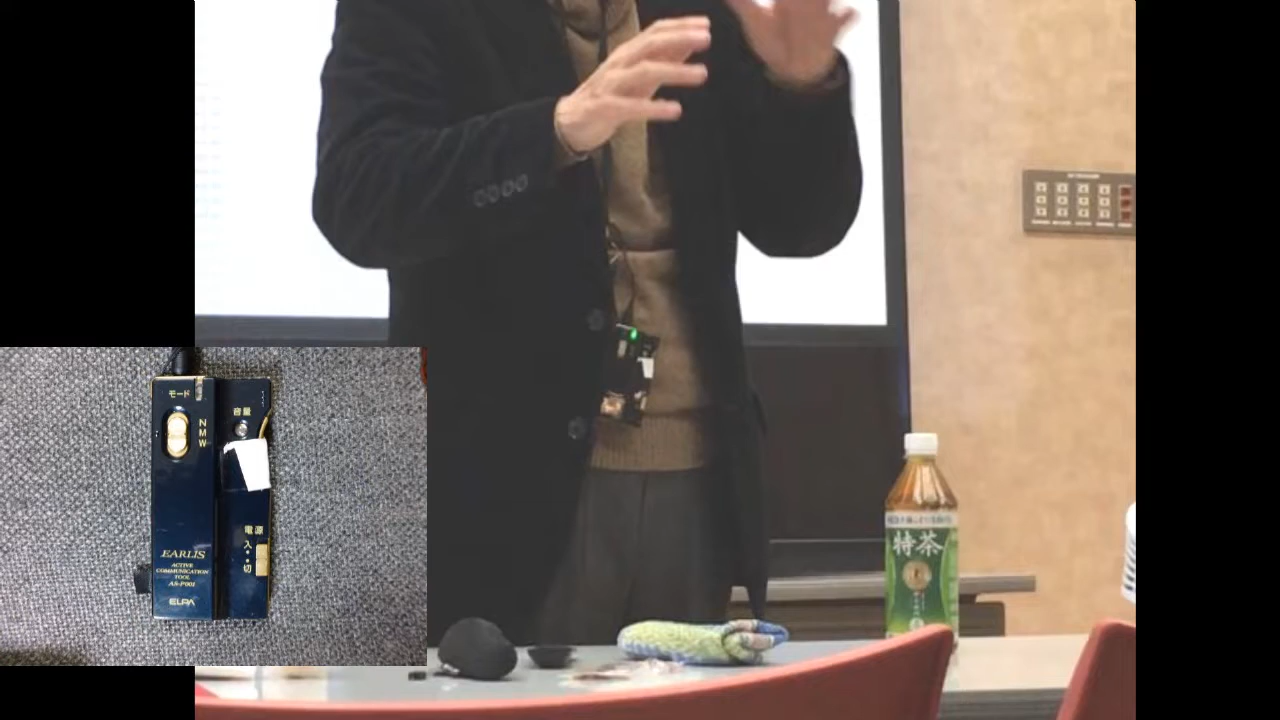 モード
音量
N
M
W
電源
入・・切
EARLIS
ACTIVE
COMMUNICATION
TOOL
AS-P001
ELPA
特茶